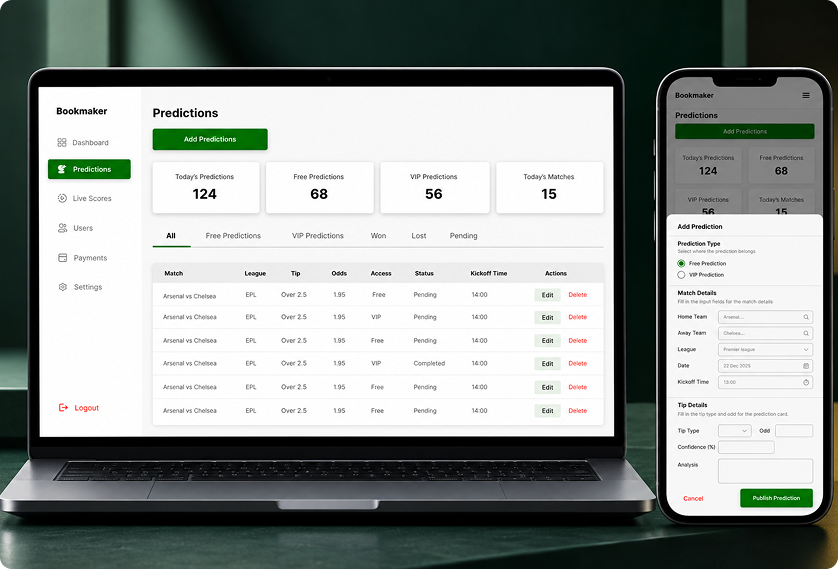 Bookmaker
Dashboard
Predictions
Live Scores
Users
Payments
Settings
Logout
Predictions
Add Predictions
Today's Predictions
124
Free Predictions
68
VIP Predictions
56
Today's Matches
15
All Free Predictions VIP Predictions Won Lost Pending
Match League Tip Odds Access Status Kickoff Time Actions
Arsenal vs Chelsea EPL Over 2.5 1.95 Free Pending 14:00 Edit Delete
Arsenal vs Chelsea EPL Over 2.5 1.95 VIP Pending 14:00 Edit Delete
Arsenal vs Chelsea EPL Over 2.5 1.95 Free Pending 14:00 Edit Delete
Arsenal vs Chelsea EPL Over 2.5 1.95 VIP Completed 14:00 Edit Delete
Arsenal vs Chelsea EPL Over 2.5 1.95 Free Pending 14:00 Edit Delete
Arsenal vs Chelsea EPL Over 2.5 1.95 Free Pending 14:00 Edit Delete
Bookmaker
Predictions
Add Predictions
Today's Predictions
124
Free Predictions
68
VIP Predictions
56
Today's Matches
15
Add Prediction
Prediction Type
Select where the prediction belongs
Free Prediction
VIP Prediction
Match Details
Fill in the input fields for the match details
Home Team Arsenal...
Away Team Chelsea...
League Premier league
Date 22 Dec 2025
Kickoff Time 13:00
Tip Details
Fill in the tip type and odd for the prediction card.
Tip Type Odd
Confidence (%)
Analysis
Cancel Publish Prediction